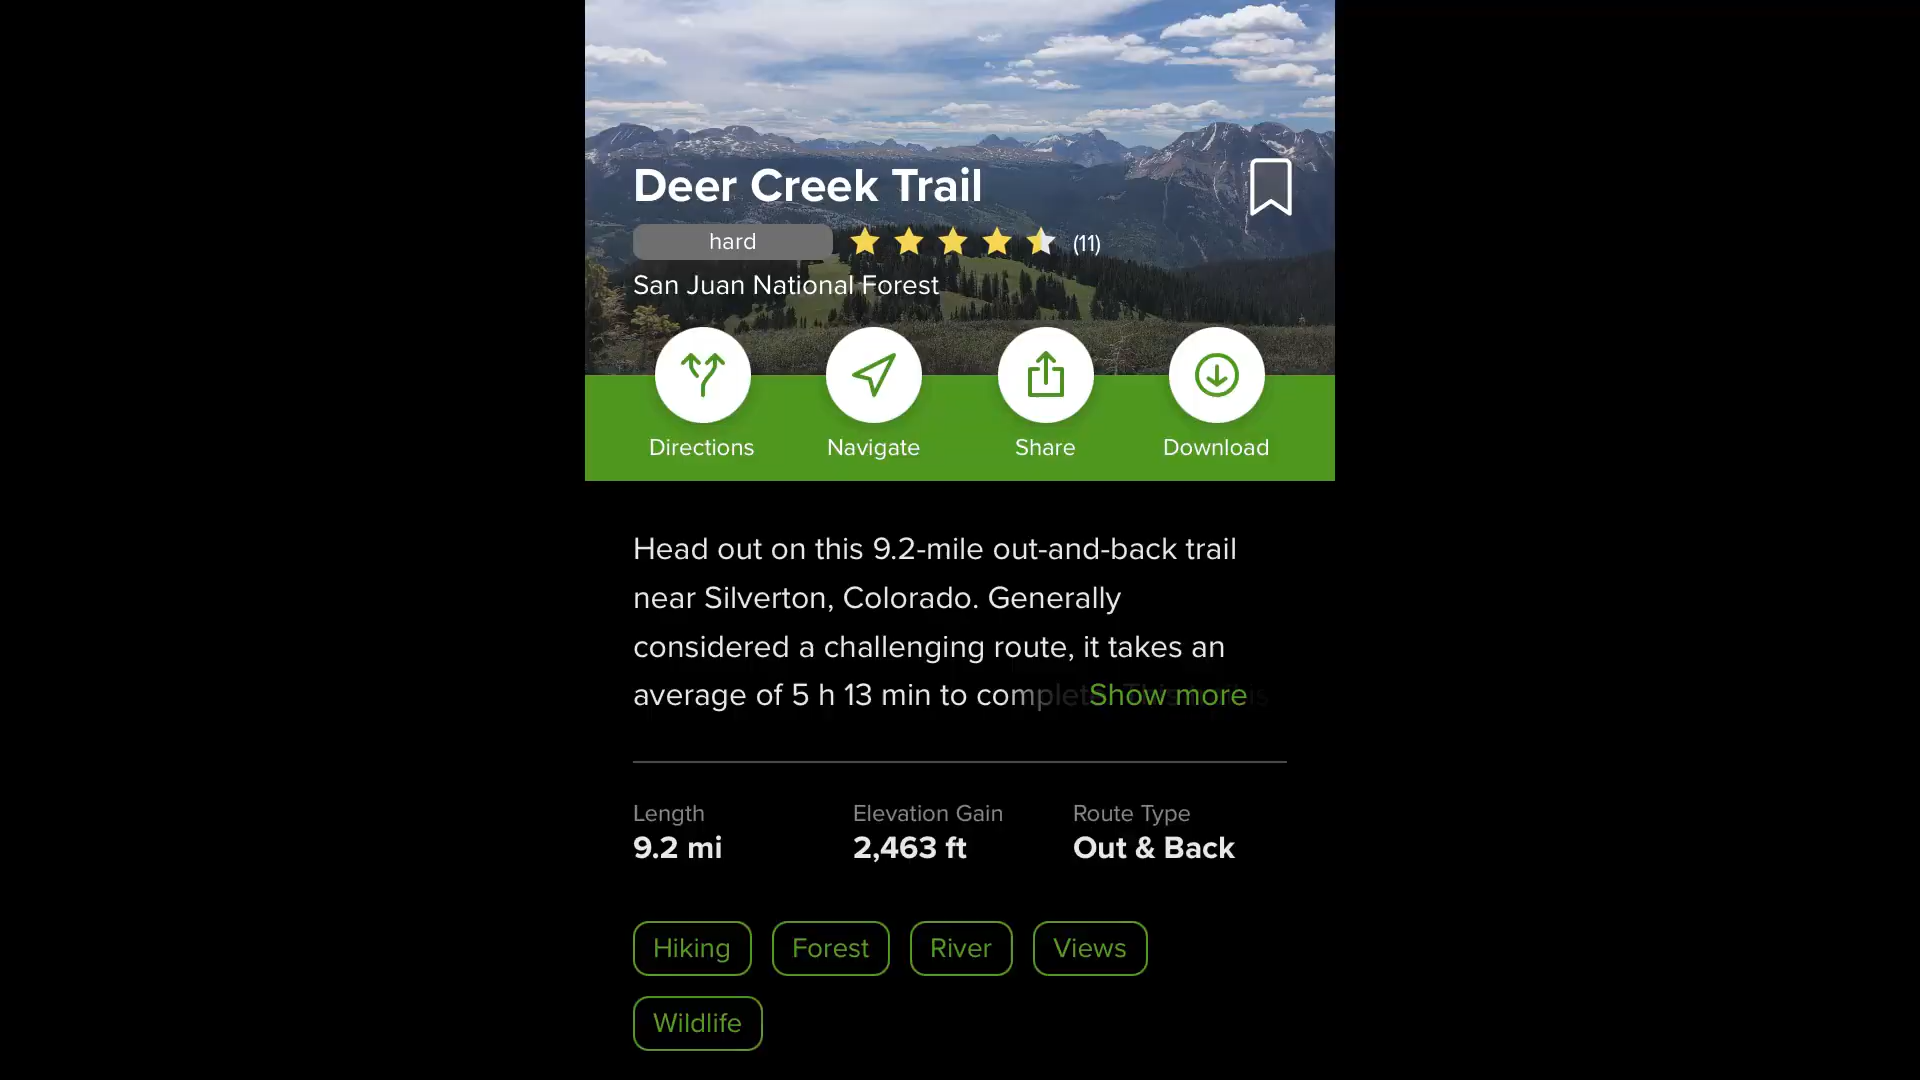 Deer Creek Trail
hard
(11)
San Juan National Forest
Directions
Navigate
Share
Download
Head out on this 9.2-mile out-and-back trail
near Silverton, Colorado. Generally
considered a challenging route, it takes an
average of 5 h 13 min to complet Show more
Length
Elevation Gain
Route Type
9.2 mi
2,463 ft
Out & Back
Hiking
Forest
River
Views
Wildlife